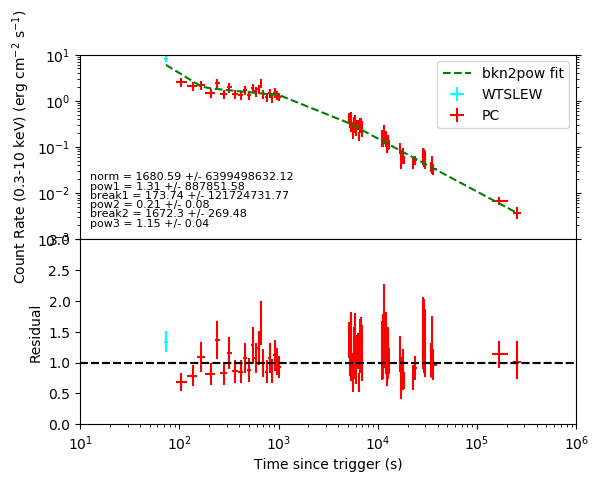 Count Rate (0.3-10 keV) (erg cm⁻² s⁻¹)
10¹
10⁰
10⁻¹
10⁻²
bkn2pow fit
WTSLEW
PC
norm = 1680.59 +/- 6399498632.12
pow1 = 1.31 +/- 887851.58
break1 = 173.74 +/- 121724731.77
pow2 = 0.21 +/- 0.08
break2 = 1672.3 +/- 269.48
pow3 = 1.15 +/- 0.04
Residual
3.0
2.5
2.0
1.5
1.0
0.5
0.0
10¹ 10² 10³ 10⁴ 10⁵ 10⁶
Time since trigger (s)